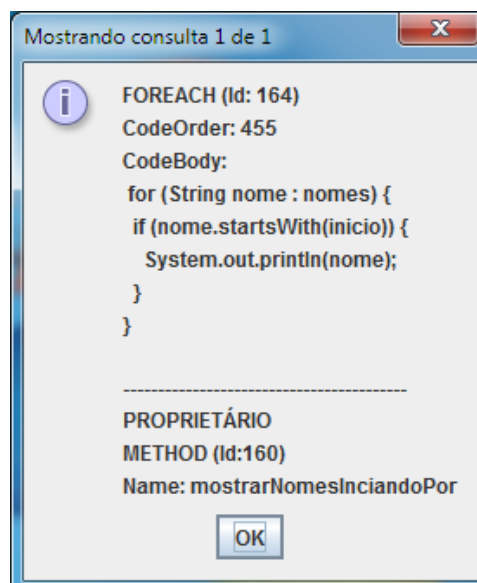 Mostrando consulta 1 de 1
FOREACH (Id: 164)
CodeOrder: 455
CodeBody:
for (String nome : nomes) {
if (nome.startsWith(inicio)) {
System.out.println(nome);
}
}
-----------------------------------------
PROPRIETÁRIO
METHOD (Id:160)
Name: mostrarNomesInciandoPor
OK